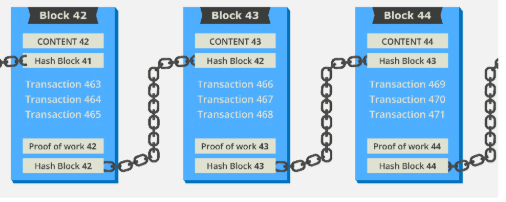 Block 42
CONTENT 42
Hash Block 41
Transaction 463
Transaction 464
Transaction 465
Proof of work 42
Hash Block 42
Block 43
CONTENT 43
Hash Block 42
Transaction 466
Transaction 467
Transaction 468
Proof of work 43
Hash Block 43
Block 44
CONTENT 44
Hash Block 43
Transaction 469
Transaction 470
Transaction 471
Proof of work 44
Hash Block 44